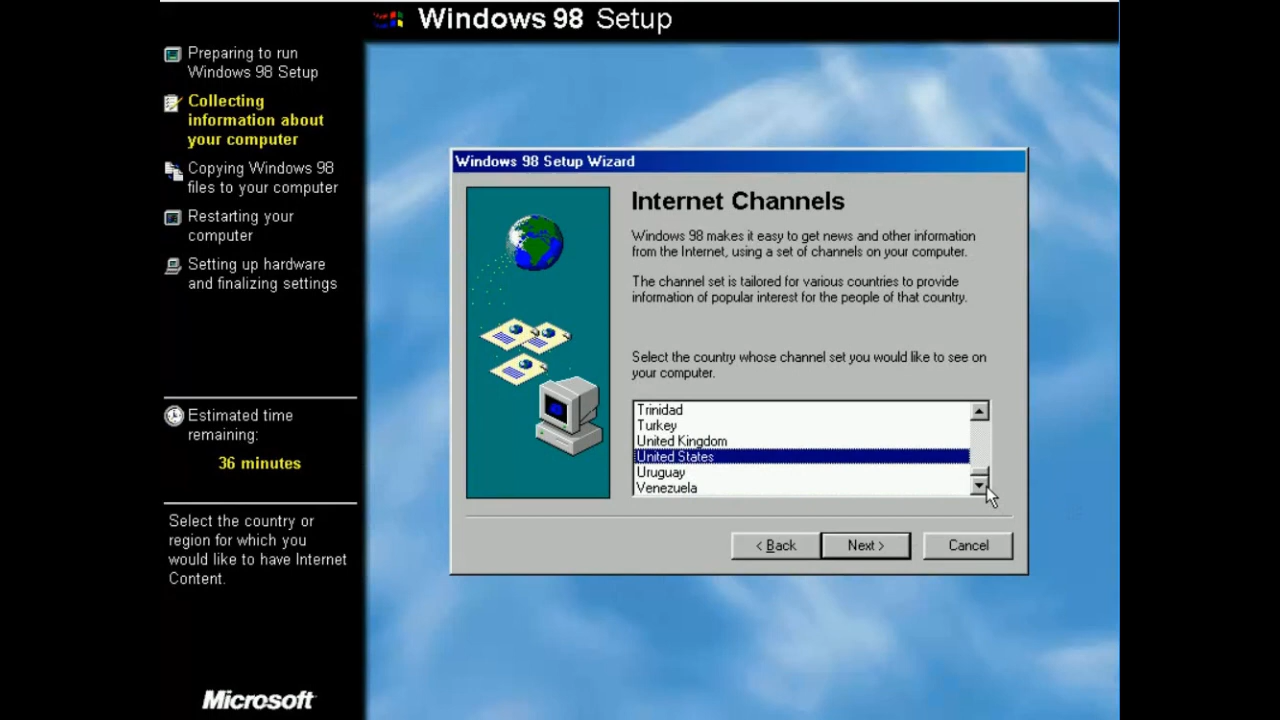 Windows 98 Setup
Preparing to run
Windows 98 Setup
Collecting
information about
your computer
Copying Windows 98
files to your computer
Restarting your
computer
Setting up hardware
and finalizing settings
Estimated time
remaining:
36 minutes
Select the country or
region for which you
would like to have Internet
Content.
Microsoft
Windows 98 Setup Wizard
Internet Channels
Windows 98 makes it easy to get news and other information
from the Internet, using a set of channels on your computer.
The channel set is tailored for various countries to provide
information of popular interest for the people of that country.
Select the country whose channel set you would like to see on
your computer.
Trinidad
Turkey
United Kingdom
United States
Uruguay
Venezuela
< Back
Next >
Cancel